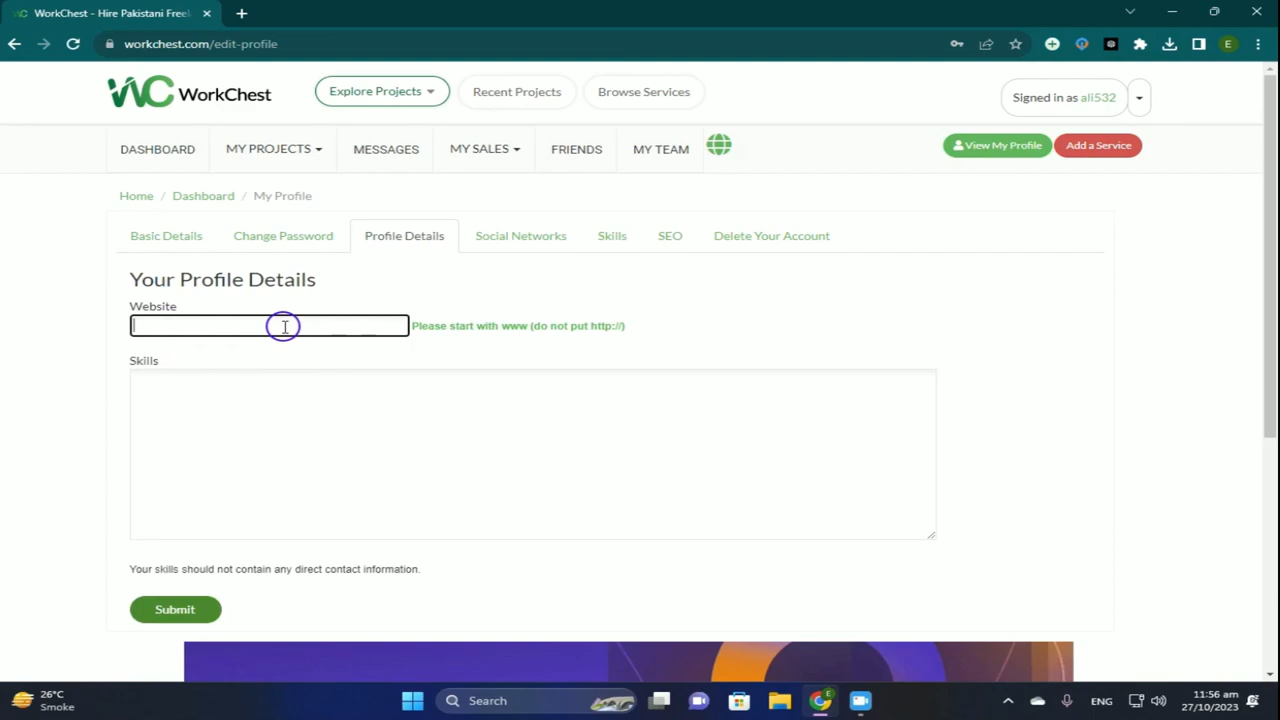 WorkChest - Hire Pakistani Freel
workchest.com/edit-profile
E
WC WorkChest
Explore Projects
Recent Projects
Browse Services
Signed in as ali532
DASHBOARD
MY PROJECTS
MESSAGES
MY SALES
FRIENDS
MY TEAM
View My Profile
Add a Service
Home / Dashboard / My Profile
Basic Details
Change Password
Profile Details
Social Networks
Skills
SEO
Delete Your Account
Your Profile Details
Website
Please start with www (do not put http://)
Skills
Your skills should not contain any direct contact information.
Submit
26°C
Smoke
Search
ENG
11:56 am
27/10/2023